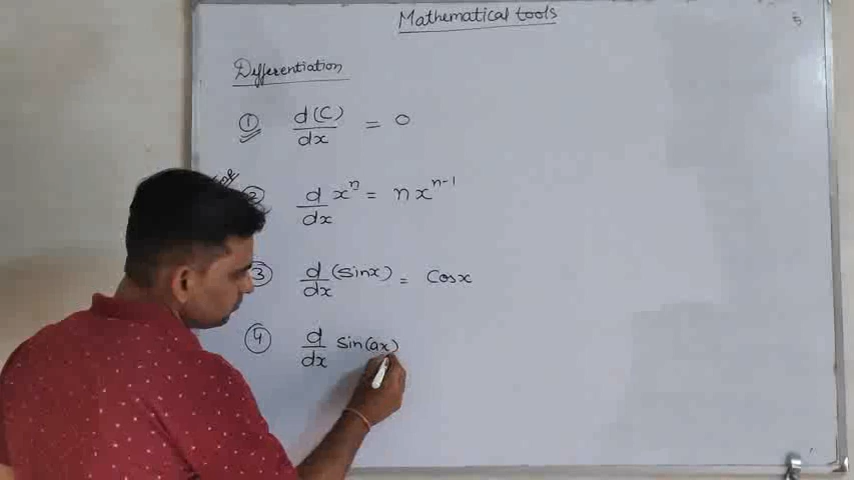 Mathematical tools
Differentiation
① d(C)/dx = 0
② d/dx xⁿ = n xⁿ⁻¹
③ d/dx (sinx) = Cosx
④ d/dx sin(ax)